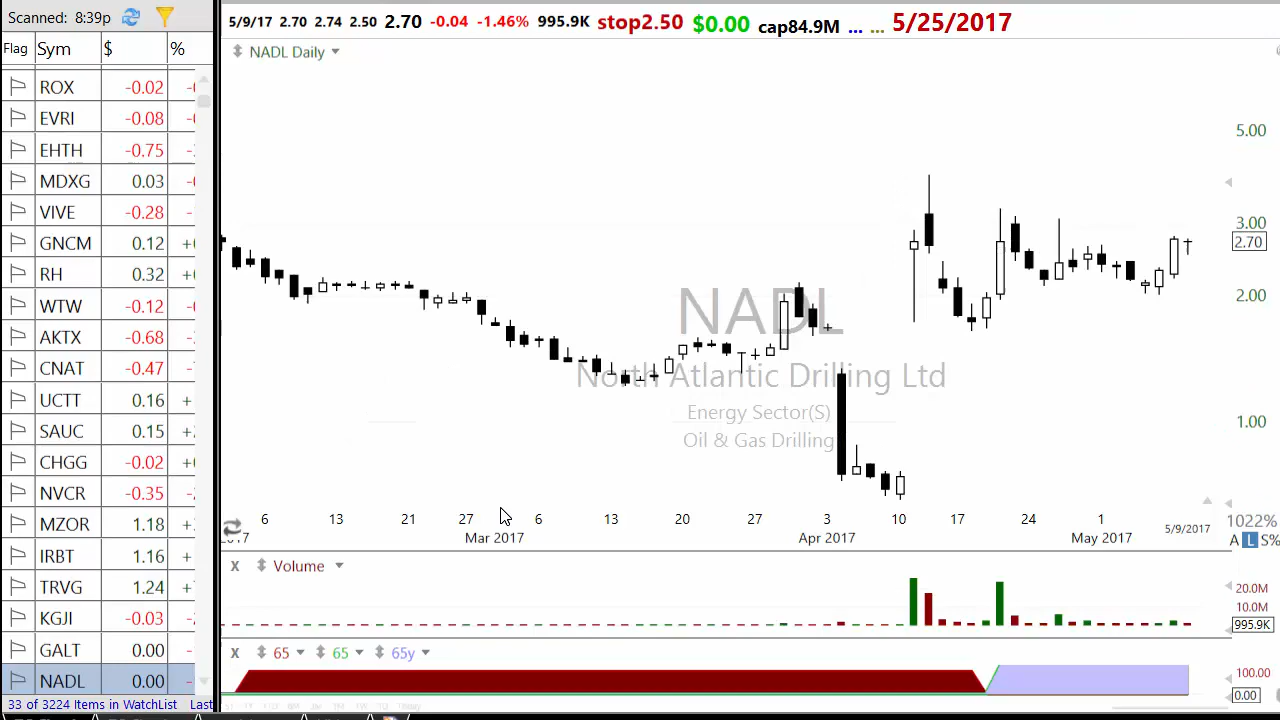 Scanned: 8:39p
Flag Sym $ %
ROX -0.02
EVRI -0.08
EHTH -0.75
MDXG 0.03
VIVE -0.28
GNCM 0.12
RH 0.32
WTW -0.12
AKTX -0.68
CNAT -0.47
UCTT 0.16
SAUC 0.15
CHGG -0.02
NVCR -0.35
MZOR 1.18
IRBT 1.16
TRVG 1.24
KGJI -0.03
GALT 0.00
NADL 0.00
33 of 3224 Items in WatchList Last
5/9/17 2.70 2.74 2.50 2.70 -0.04 -1.46% 995.9K stop2.50 $0.00 cap84.9M ... ... 5/25/2017
NADL Daily
5.00
3.00
2.70
2.00
1.00
NADL
North Atlantic Drilling Ltd
Energy Sector(S)
Oil & Gas Drilling
6 13 21 27 6 13 20 27 3 10 17 24 1 5/9/2017
Mar 2017 Apr 2017 May 2017
1022%
A L S%
X Volume
20.0M
10.0M
995.9K
X 65 65 65y
100.00
0.00